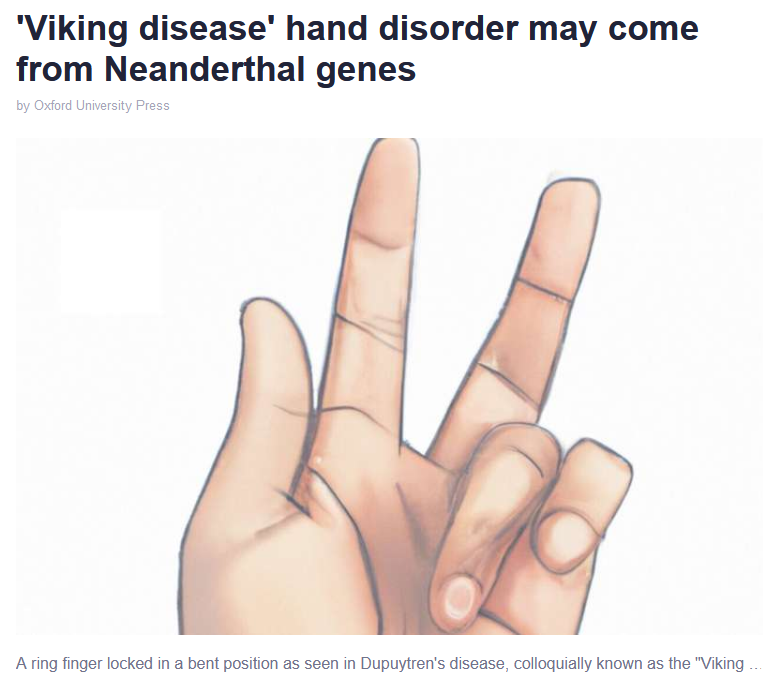 'Viking disease' hand disorder may come
from Neanderthal genes
by Oxford University Press
A ring finger locked in a bent position as seen in Dupuytren's disease, colloquially known as the "Viking ...